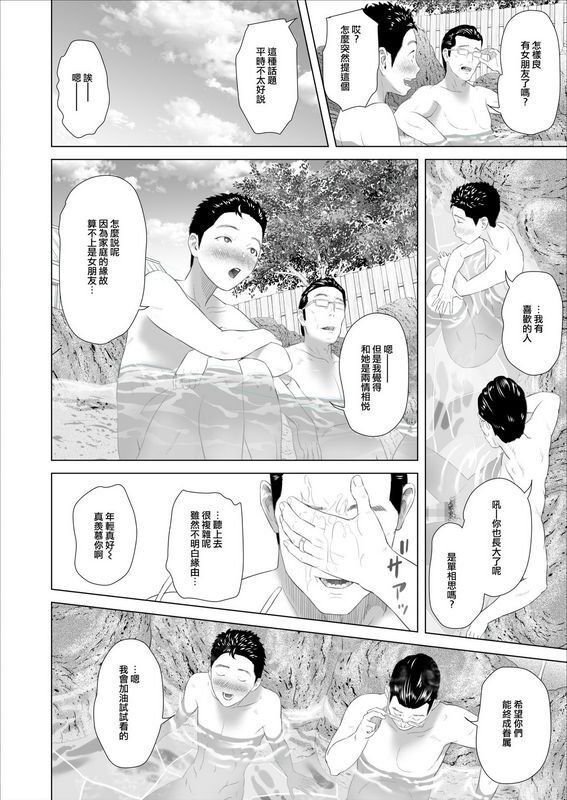 怎樣良
有女朋友了嗎?
哎?
怎麼突然提這個
這種話題
平時不太好說
誒——
嗯——
…我有
喜歡的人
吼—你也長大了呢
是單相思嗎?
嗯——
但是我覺得
和她是兩情相悅
怎麼說呢
因為家庭的緣故
算不上是女朋友…
ザアッ
…聽上去
很複雜呢
雖然不明白緣由…
年輕真好~
真羨慕你啊
希望你們
能終成眷屬
…嗯
我會加油試試看的